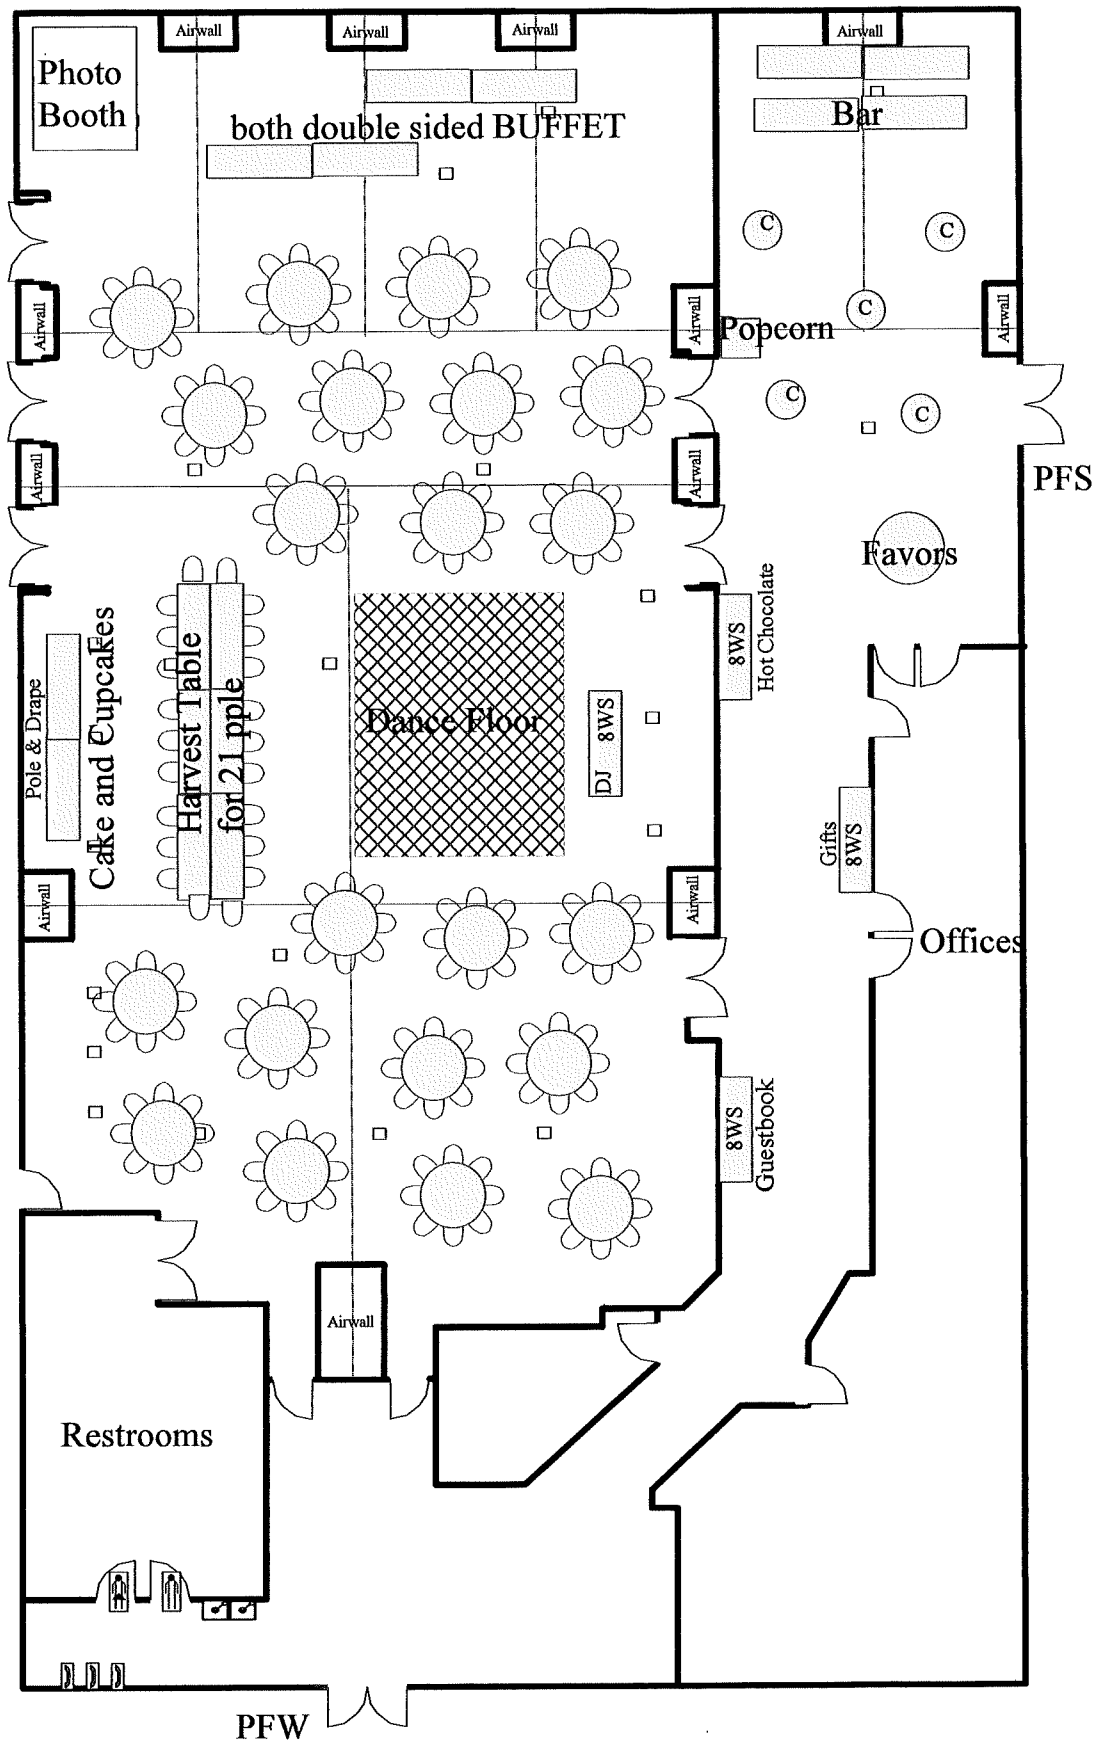 Airwall
Airwall
Airwall
Airwall
Photo
Booth
both double sided BUFFET
Bar
C
C
C
Airwall
Airwall
Popcorn
Airwall
C
C
Airwall
Airwall
PFS
Favors
Pole & Drape
Cake and Cupcakes
Harvest Table
for 21 pple
Dance Floor
DJ 8WS
8WS
Hot Chocolate
Gifts
8WS
Airwall
Airwall
Offices
8WS
Guestbook
Airwall
Restrooms
PFW